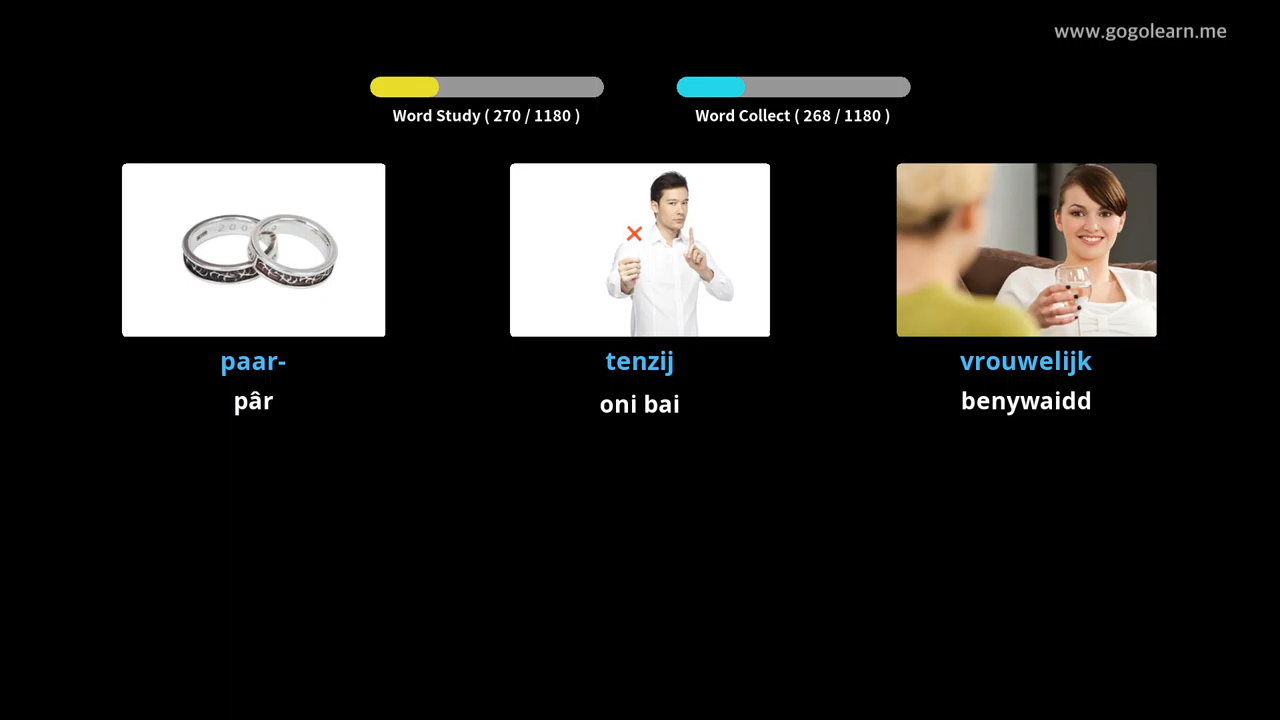 www.gogolearn.me
Word Study ( 270 / 1180 )
Word Collect ( 268 / 1180 )
paar-
tenzij
vrouwelijk
pâr
oni bai
benywaidd